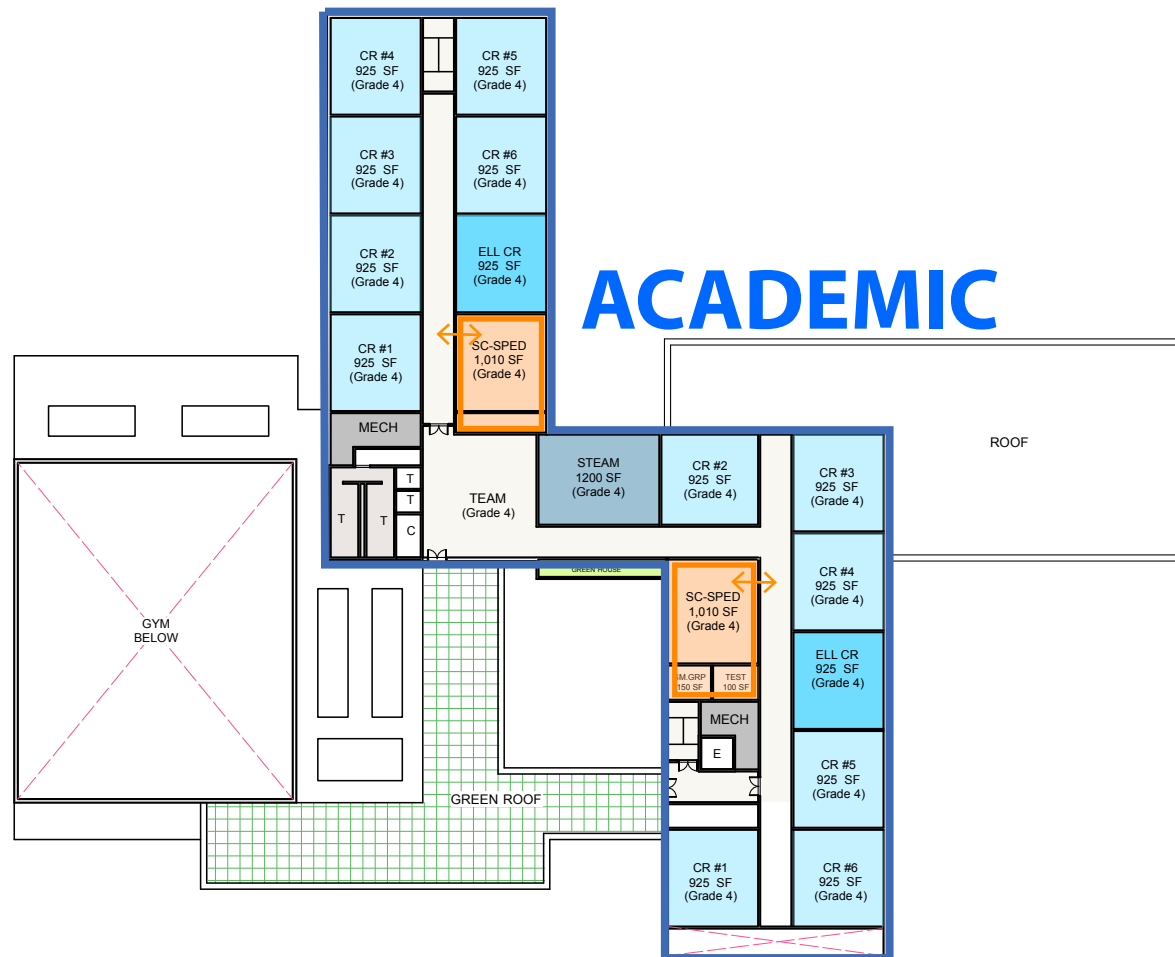 CR #4
925 SF
(Grade 4)
CR #5
925 SF
(Grade 4)
CR #3
925 SF
(Grade 4)
CR #6
925 SF
(Grade 4)
CR #2
925 SF
(Grade 4)
ELL CR
925 SF
(Grade 4)
ACADEMIC
CR #1
925 SF
(Grade 4)
SC-SPED
1,010 SF
(Grade 4)
MECH
ROOF
STEAM
1200 SF
(Grade 4)
CR #2
925 SF
(Grade 4)
CR #3
925 SF
(Grade 4)
TEAM
(Grade 4)
T
T
T
T
C
GREEN HOUSE
CR #4
925 SF
(Grade 4)
SC-SPED
1,010 SF
(Grade 4)
GYM
BELOW
ELL CR
925 SF
(Grade 4)
SM.GRP
150 SF
TEST
100 SF
MECH
E
CR #5
925 SF
(Grade 4)
GREEN ROOF
CR #1
925 SF
(Grade 4)
CR #6
925 SF
(Grade 4)